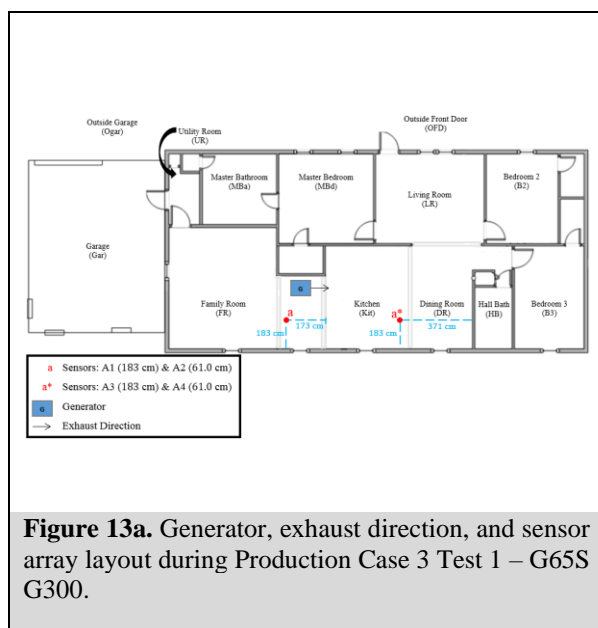 Outside Garage
(Ogar)
Utility Room
(UR)
Outside Front Door
(OFD)
Master Bathroom
(MBa)
Master Bedroom
(MBd)
Living Room
(LR)
Bedroom 2
(B2)
Garage
(Gar)
Family Room
(FR)
G
a
173 cm
183 cm
Kitchen
(Kit)
a*
183 cm
Dining Room
(DR)
371 cm
Hall Bath
(HB)
Bedroom 3
(B3)
a Sensors: A1 (183 cm) & A2 (61.0 cm)
a* Sensors: A3 (183 cm) & A4 (61.0 cm)
G Generator
Exhaust Direction
Figure 13a. Generator, exhaust direction, and sensor
array layout during Production Case 3 Test 1 – G65S
G300.